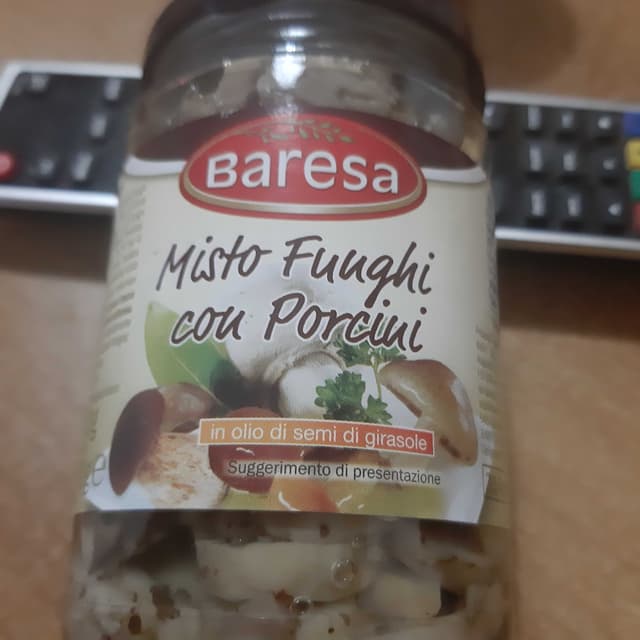 Baresa
Misto Funghi
con Porcini
in olio di semi di girasole
Suggerimento di presentazione
e